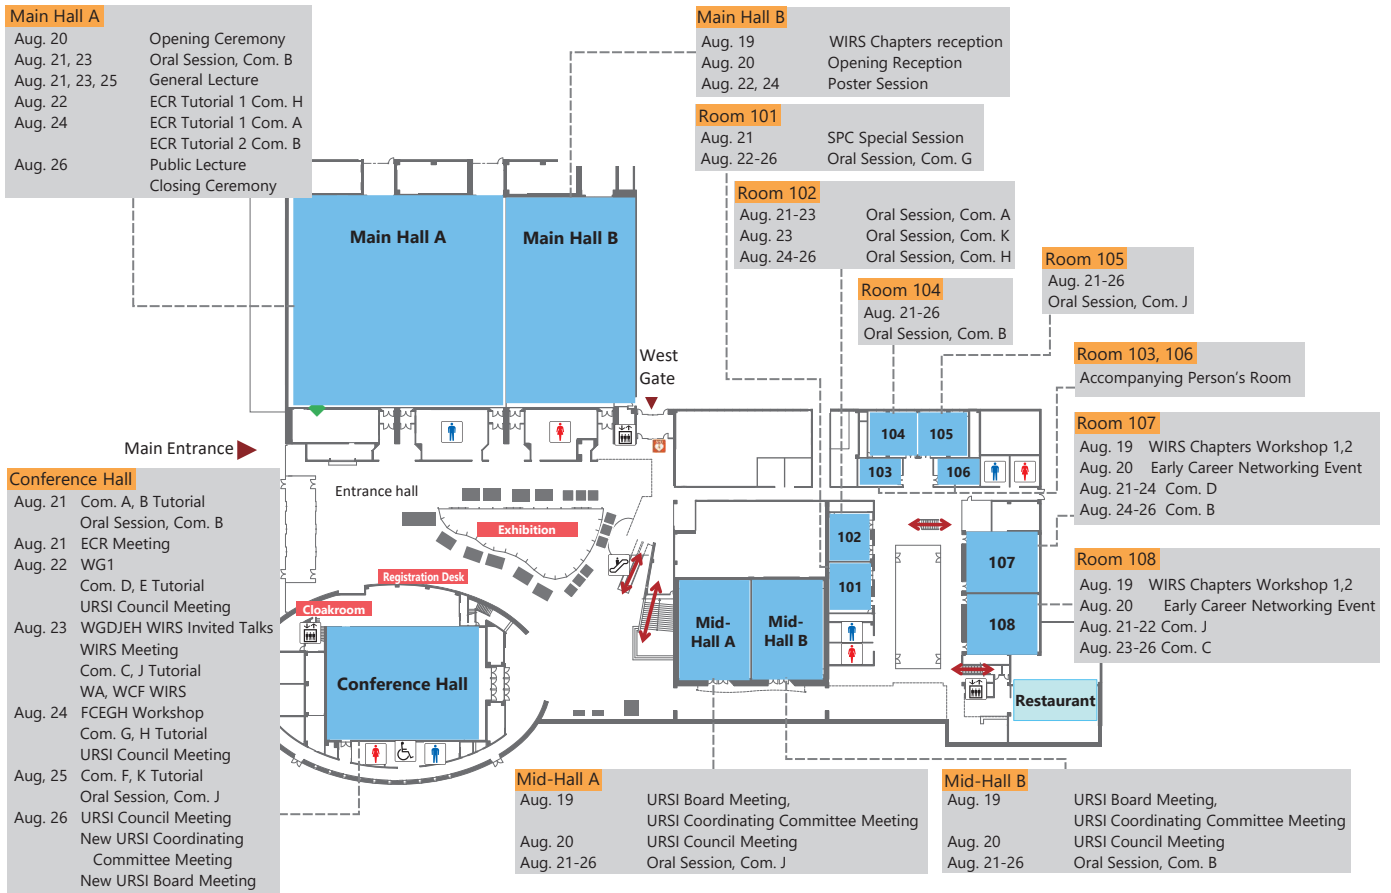 Main Hall A
Aug. 20 Opening Ceremony
Aug. 21, 23 Oral Session, Com. B
Aug. 21, 23, 25 General Lecture
Aug. 22 ECR Tutorial 1 Com. H
Aug. 24 ECR Tutorial 1 Com. A
ECR Tutorial 2 Com. B
Aug. 26 Public Lecture
Closing Ceremony
Main Hall B
Aug. 19 WIRS Chapters reception
Aug. 20 Opening Reception
Aug. 22, 24 Poster Session
Room 101
Aug. 21 SPC Special Session
Aug. 22-26 Oral Session, Com. G
Room 102
Aug. 21-23 Oral Session, Com. A
Aug. 23 Oral Session, Com. K
Aug. 24-26 Oral Session, Com. H
Room 104
Aug. 21-26
Oral Session, Com. B
Room 105
Aug. 21-26
Oral Session, Com. J
Room 103, 106
Accompanying Person's Room
Room 107
Aug. 19 WIRS Chapters Workshop 1,2
Aug. 20 Early Career Networking Event
Aug. 21-24 Com. D
Aug. 24-26 Com. B
Room 108
Aug. 19 WIRS Chapters Workshop 1,2
Aug. 20 Early Career Networking Event
Aug. 21-22 Com. J
Aug. 23-26 Com. C
Main Hall A
Main Hall B
West
Gate
Main Entrance
Entrance hall
Exhibition
Registration Desk
Cloakroom
Conference Hall
104
105
103
106
102
101
107
108
Mid-
Hall A
Mid-
Hall B
Restaurant
Conference Hall
Aug. 21 Com. A, B Tutorial
Oral Session, Com. B
Aug. 21 ECR Meeting
Aug. 22 WG1
Com. D, E Tutorial
URSI Council Meeting
Aug. 23 WGDJEH WIRS Invited Talks
WIRS Meeting
Com. C, J Tutorial
WA, WCF WIRS
Aug. 24 FCEGH Workshop
Com. G, H Tutorial
URSI Council Meeting
Aug, 25 Com. F, K Tutorial
Oral Session, Com. J
Aug. 26 URSI Council Meeting
New URSI Coordinating
Committee Meeting
New URSI Board Meeting
Mid-Hall A
Aug. 19 URSI Board Meeting,
URSI Coordinating Committee Meeting
Aug. 20 URSI Council Meeting
Aug. 21-26 Oral Session, Com. J
Mid-Hall B
Aug. 19 URSI Board Meeting,
URSI Coordinating Committee Meeting
Aug. 20 URSI Council Meeting
Aug. 21-26 Oral Session, Com. B